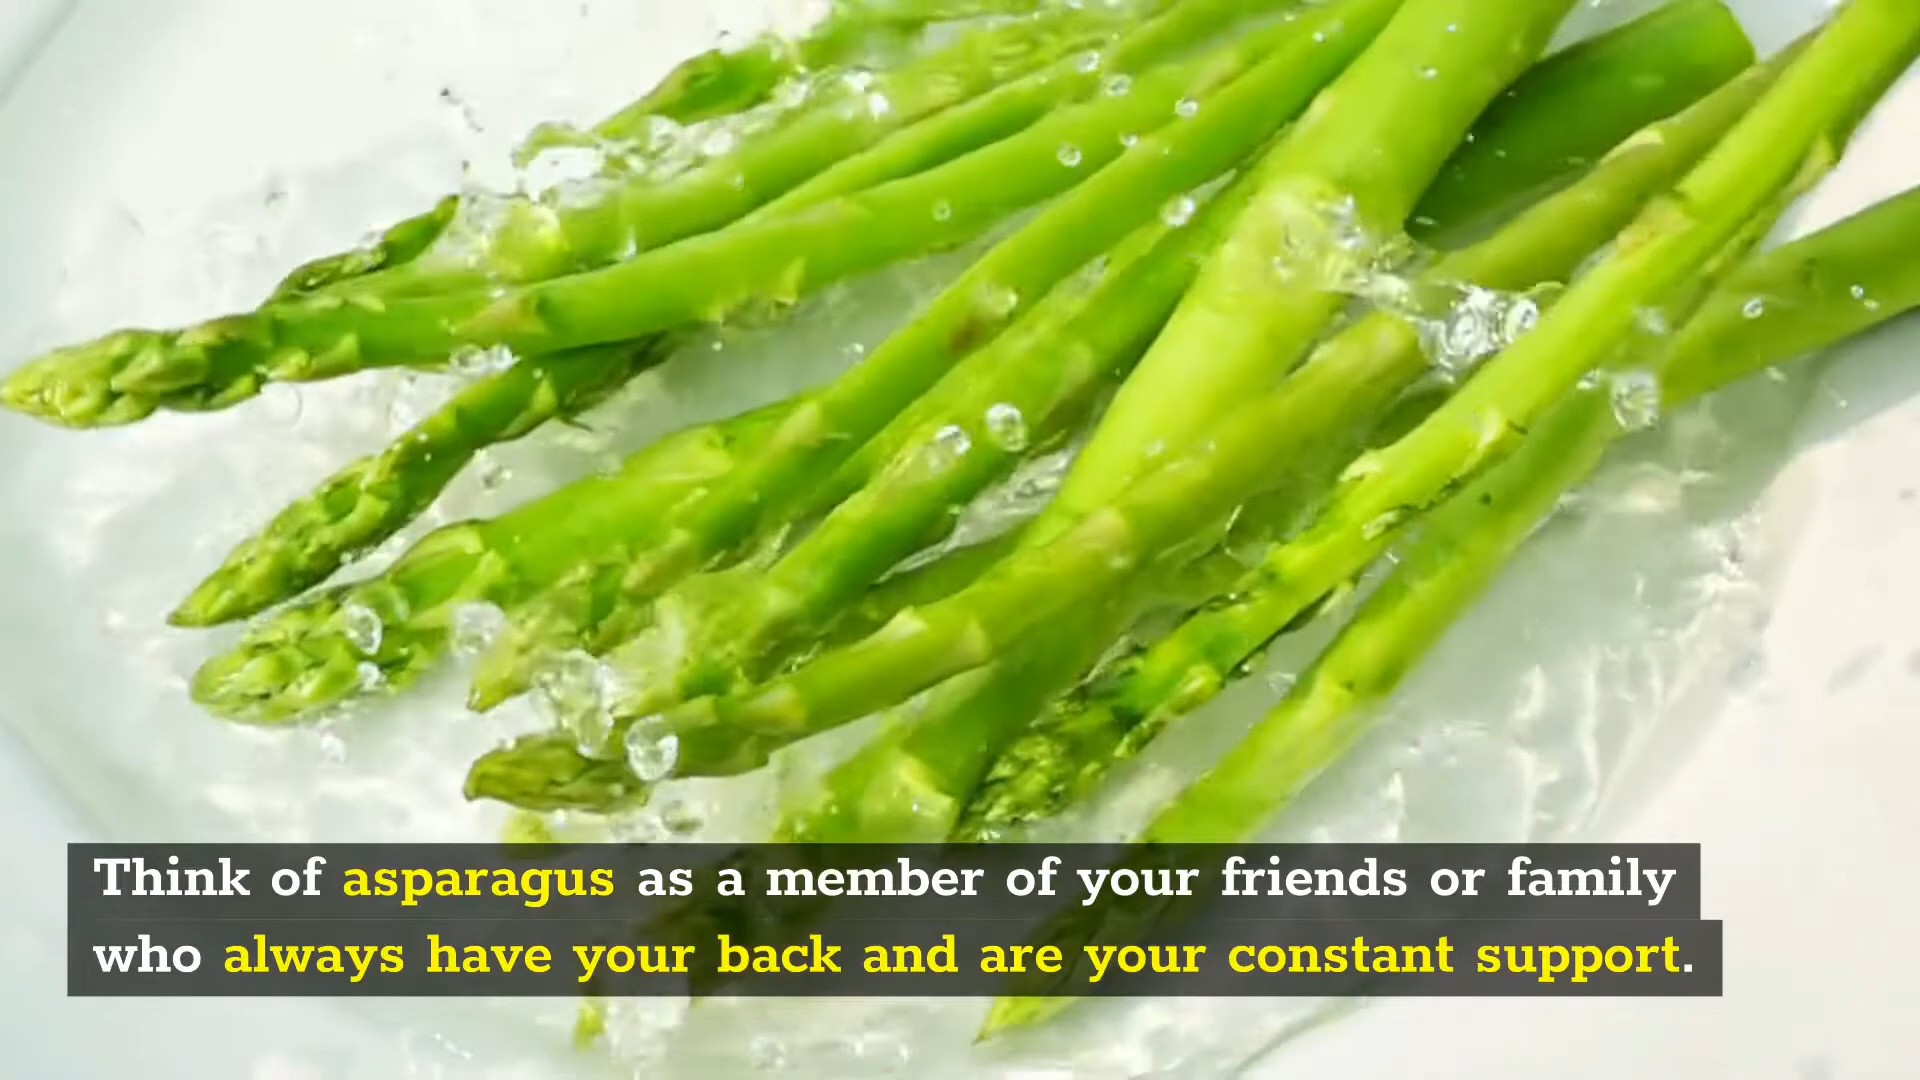 Think of asparagus as a member of your friends or family
who always have your back and are your constant support.